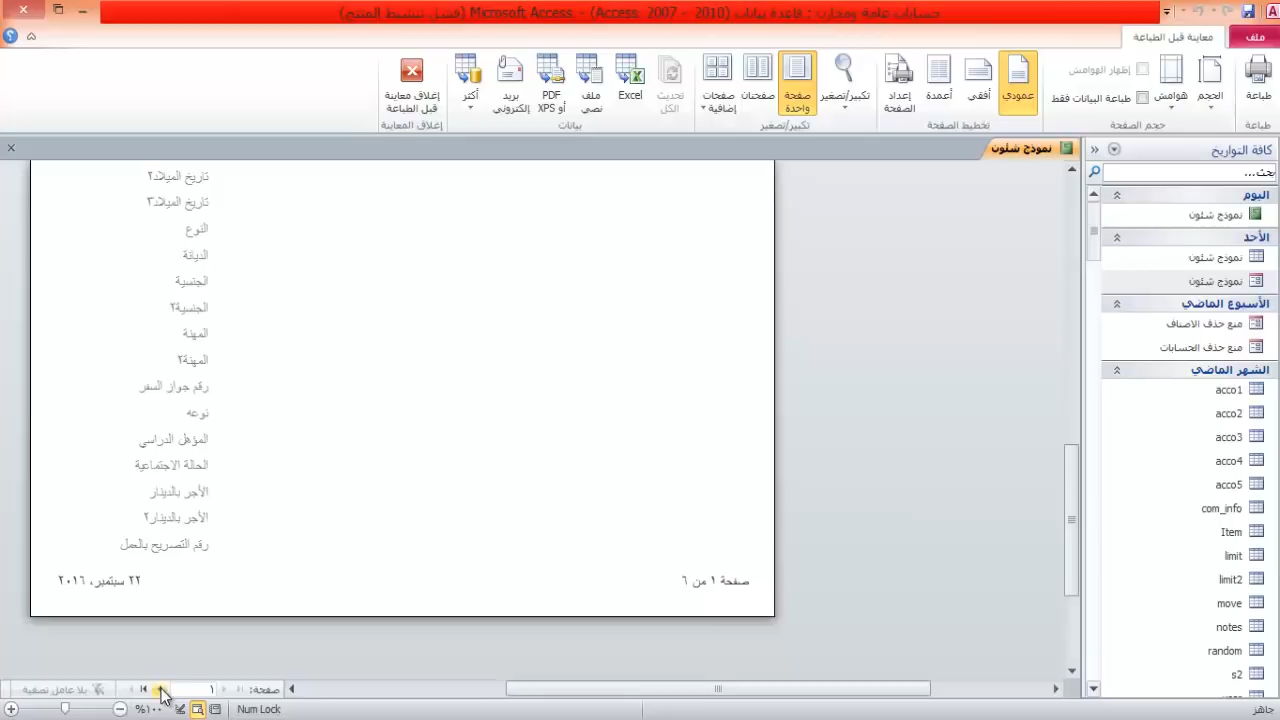 حسابات عامة ومخازن : قاعدة بيانات (Access 2007 - 2010) - Microsoft Access (فشل تنشيط المنتج)
ملف
معاينة قبل الطباعة
طباعة
الحجم
هوامش
إظهار الهوامش
طباعة البيانات فقط
عمودي
أفقي
أعمدة
إعداد الصفحة
تكبير/تصغير
صفحة واحدة
صفحتان
صفحات إضافية
تحديث الكل
Excel
ملف نصي
PDF أو XPS
بريد إلكتروني
أكثر
إغلاق معاينة قبل الطباعة
طباعة
حجم الصفحة
تخطيط الصفحة
تكبير/تصغير
بيانات
إغلاق المعاينة
كافة التواريخ
نموذج شئون
بحث...
اليوم
نموذج شئون
الأحد
نموذج شئون
نموذج شئون
الأسبوع الماضي
منع حذف الاصناف
منع حذف الحسابات
الشهر الماضي
acco1
acco2
acco3
acco4
acco5
com_info
Item
limit
limit2
move
notes
random
s2
تاريخ الميلاد٢
تاريخ الميلاد٣
النوع
الديانة
الجنسية
الجنسية٢
المهنة
المهنة٢
رقم جواز السفر
نوعه
المؤهل الدراسي
الحالة الاجتماعية
الأجر بالدينار
الأجر بالدينار٢
رقم التصريح بالعمل
صفحة ١ من ٦
٢٢ سبتمبر، ٢٠١٦
صفحة:
١
بلا عامل تصفية
جاهز
Num Lock
%١٠٠